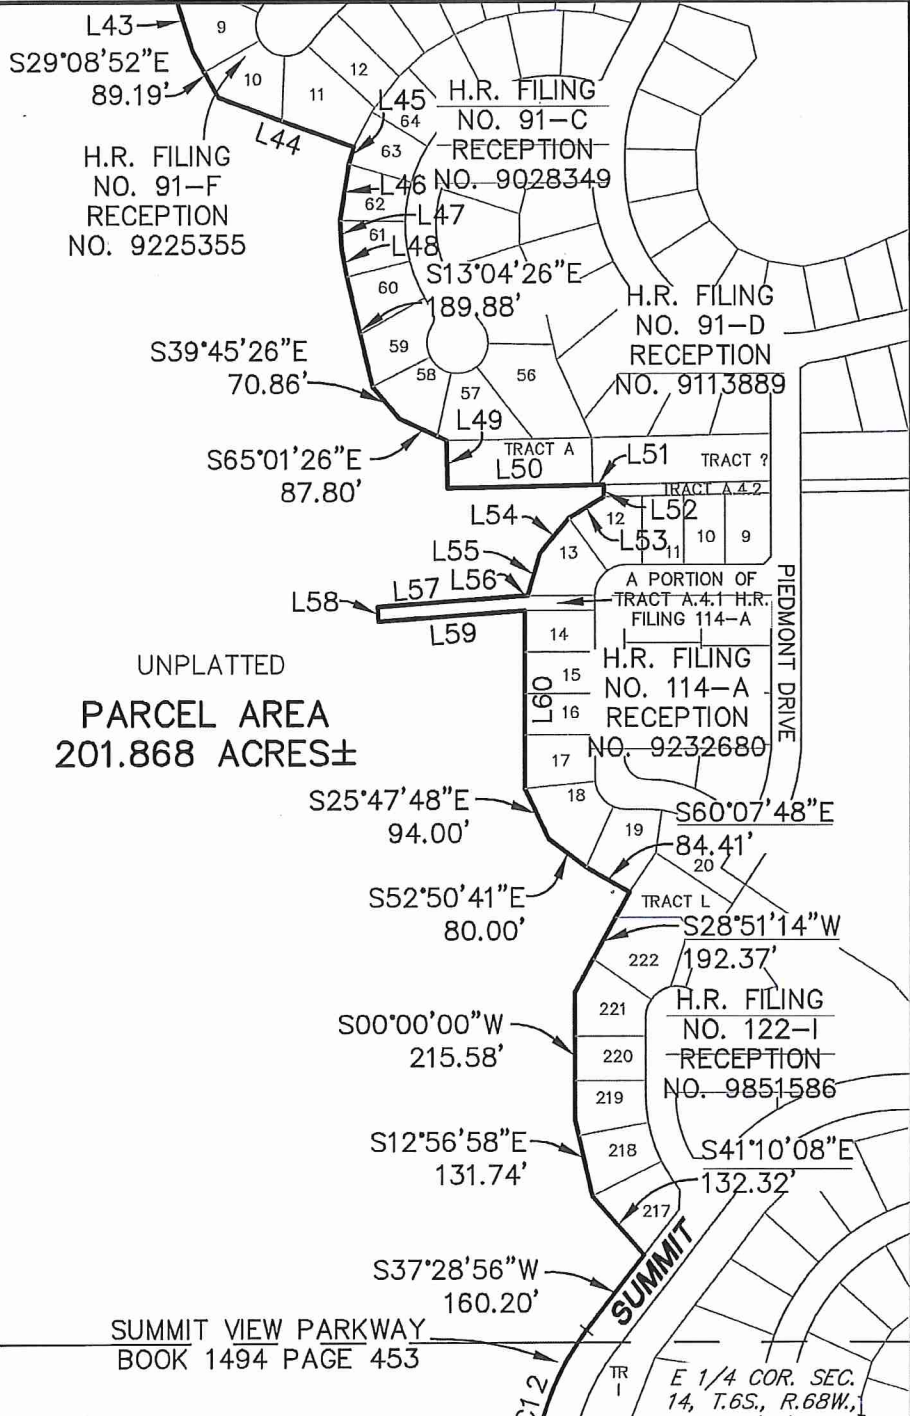 L43
9
S29°08'52"E
89.19'
10
11
12
L44
L45
64
63
H.R. FILING
NO. 91-C
RECEPTION
NO. 9028349
H.R. FILING
NO. 91-F
RECEPTION
NO. 9225355
L46
62
L47
61
L48
60
S13°04'26"E
189.88'
H.R. FILING
NO. 91-D
RECEPTION
NO. 9113889
S39°45'26"E
70.86'
59
58
57
56
L49
S65°01'26"E
87.80'
TRACT A
L50
L51
TRACT ?
TRACT A.4.2
L52
L54
12
L53
11
10
9
13
L55
L56
L57
L58
L59
A PORTION OF
TRACT A.4.1 H.R.
FILING 114-A
PIEDMONT DRIVE
14
15
16
17
18
L60
H.R. FILING
NO. 114-A
RECEPTION
NO. 9232680
UNPLATTED
PARCEL AREA
201.868 ACRES±
S25°47'48"E
94.00'
S60°07'48"E
84.41'
19
20
S52°50'41"E
80.00'
TRACT L
S28°51'14"W
192.37'
222
221
220
219
218
217
H.R. FILING
NO. 122-I
RECEPTION
NO. 9851586
S00°00'00"W
215.58'
S12°56'58"E
131.74'
S41°10'08"E
132.32'
S37°28'56"W
160.20'
SUMMIT
SUMMIT VIEW PARKWAY
BOOK 1494 PAGE 453
C12
TR
I
E 1/4 COR. SEC.
14, T.6S., R.68W.,